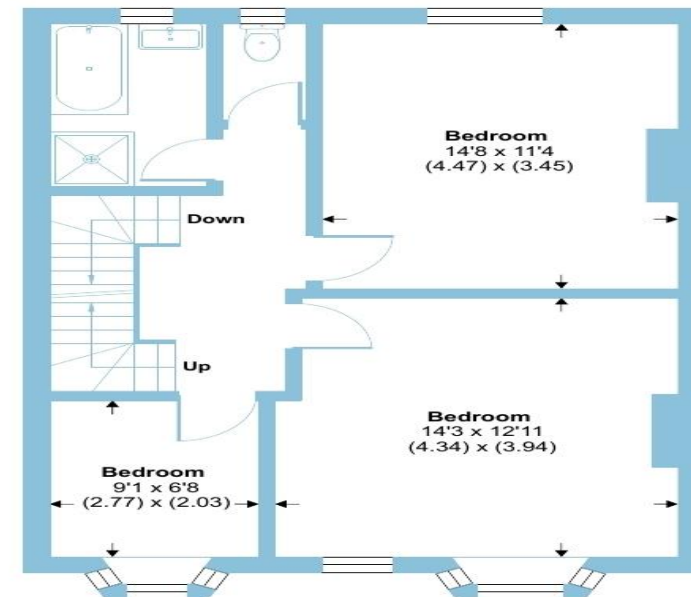 Bedroom
14'8 x 11'4
(4.47) x (3.45)
Down
Up
Bedroom
14'3 x 12'11
(4.34) x (3.94)
Bedroom
9'1 x 6'8
(2.77) x (2.03)